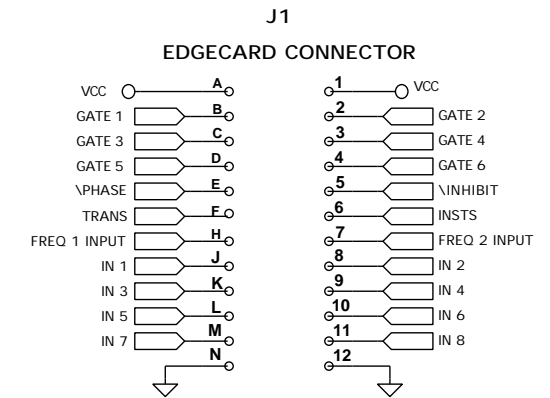 J1
EDGECARD CONNECTOR
VCC A 1 VCC
GATE 1 B 2 GATE 2
GATE 3 C 3 GATE 4
GATE 5 D 4 GATE 6
\PHASE E 5 \INHIBIT
TRANS F 6 INSTS
FREQ 1 INPUT H 7 FREQ 2 INPUT
IN 1 J 8 IN 2
IN 3 K 9 IN 4
IN 5 L 10 IN 6
IN 7 M 11 IN 8
N 12